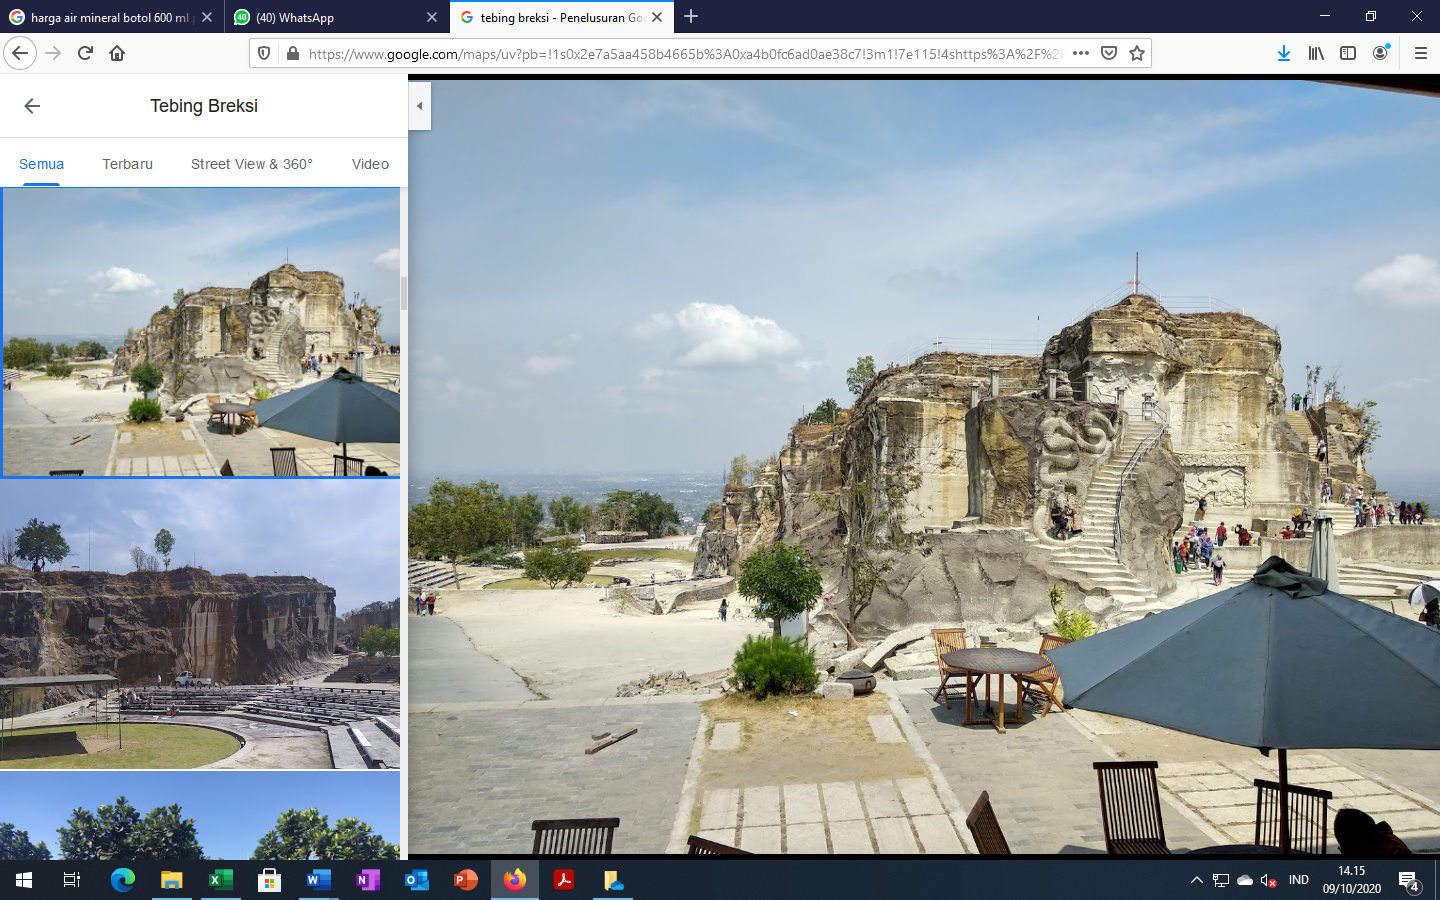 harga air mineral botol 600 ml
(40) WhatsApp
tebing breksi - Penelusuran Goo
https://www.google.com/maps/uv?pb=!1s0x2e7a5aa458b4665b%3A0xa4b0fc6ad0ae38c7!3m1!7e115!4shttps%3A%2F%2F
Tebing Breksi
Semua
Terbaru
Street View & 360°
Video
IND
14.15
09/10/2020
4